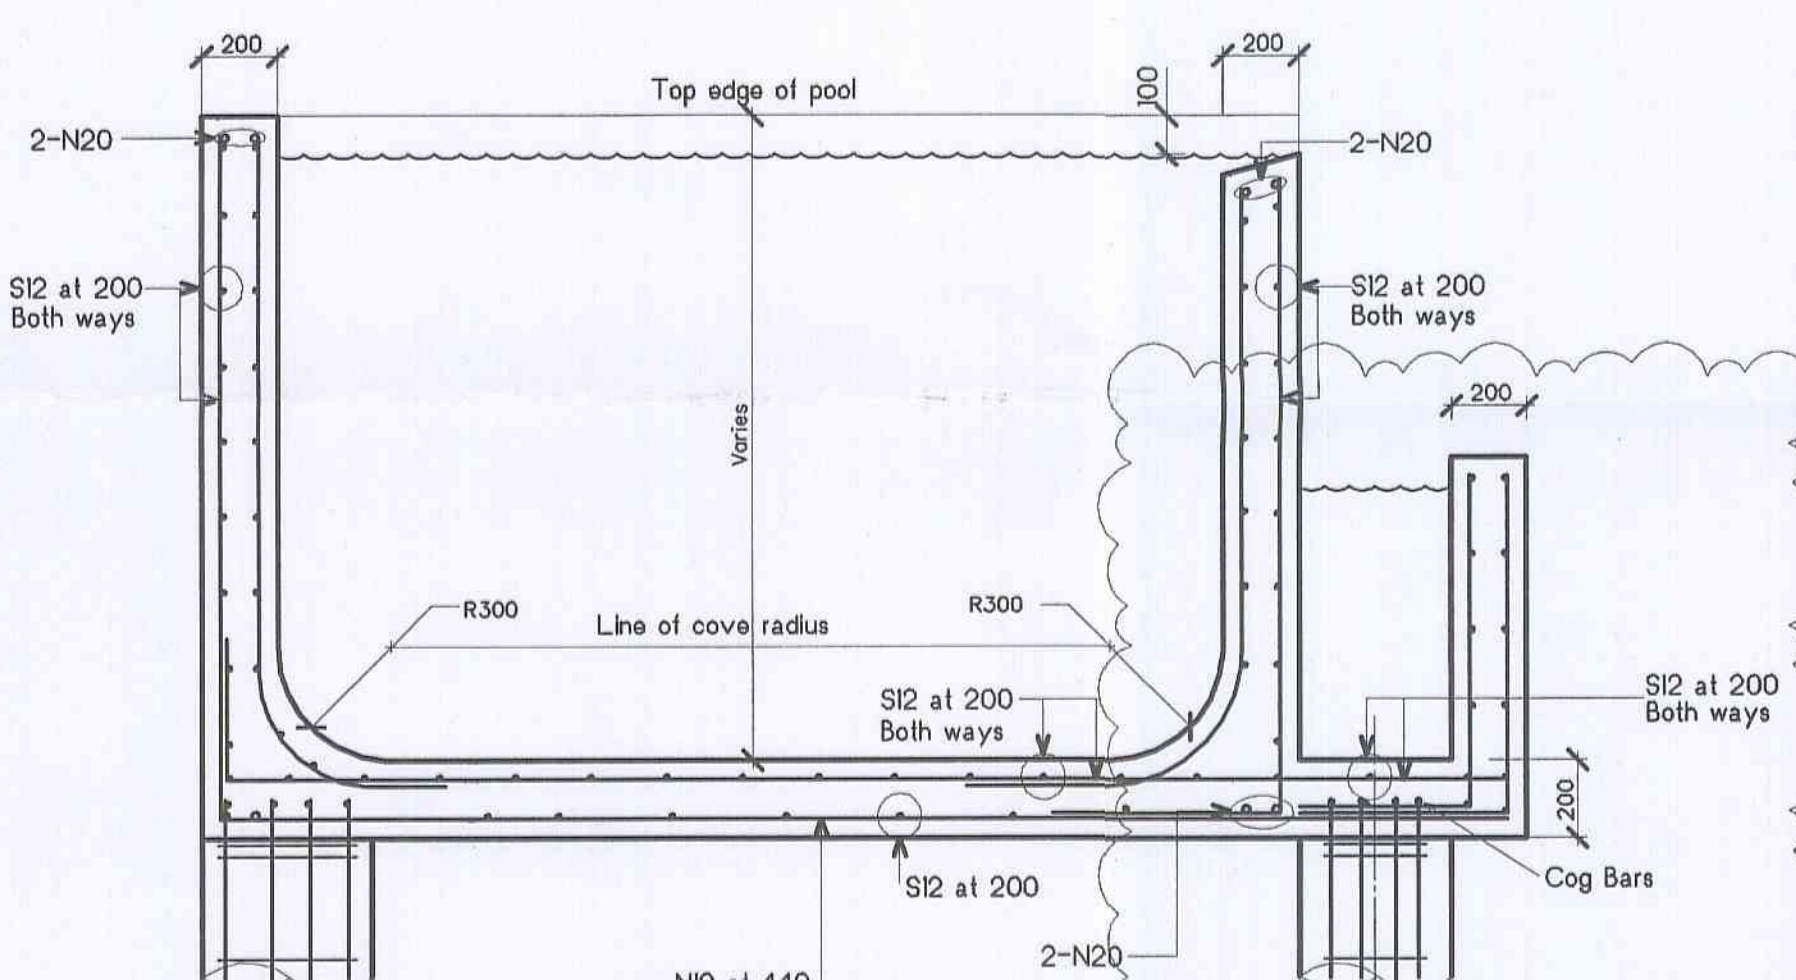 200
200
100
Top edge of pool
2-N20
2-N20
S12 at 200
Both ways
S12 at 200
Both ways
200
Varies
R300
R300
Line of cove radius
S12 at 200
Both ways
S12 at 200
Both ways
200
S12 at 200
Cog Bars
2-N20